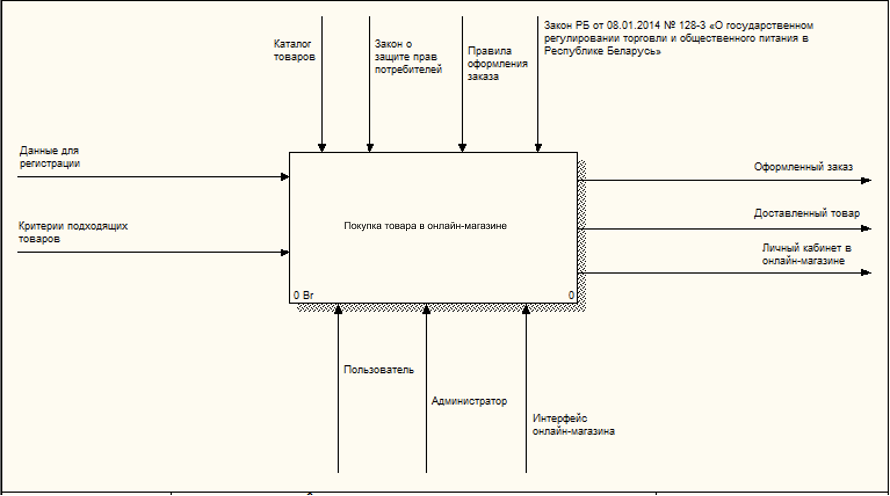 Каталог
товаров
Закон о
защите прав
потребителей
Правила
оформления
заказа
Закон РБ от 08.01.2014 № 128-3 «О государственном
регулировании торговли и общественного питания в
Республике Беларусь»
Данные для
регистрации
Критерии подходящих
товаров
Покупка товара в онлайн-магазине
0 Br
0
Оформленный заказ
Доставленный товар
Личный кабинет в
онлайн-магазине
Пользователь
Администратор
Интерфейс
онлайн-магазина